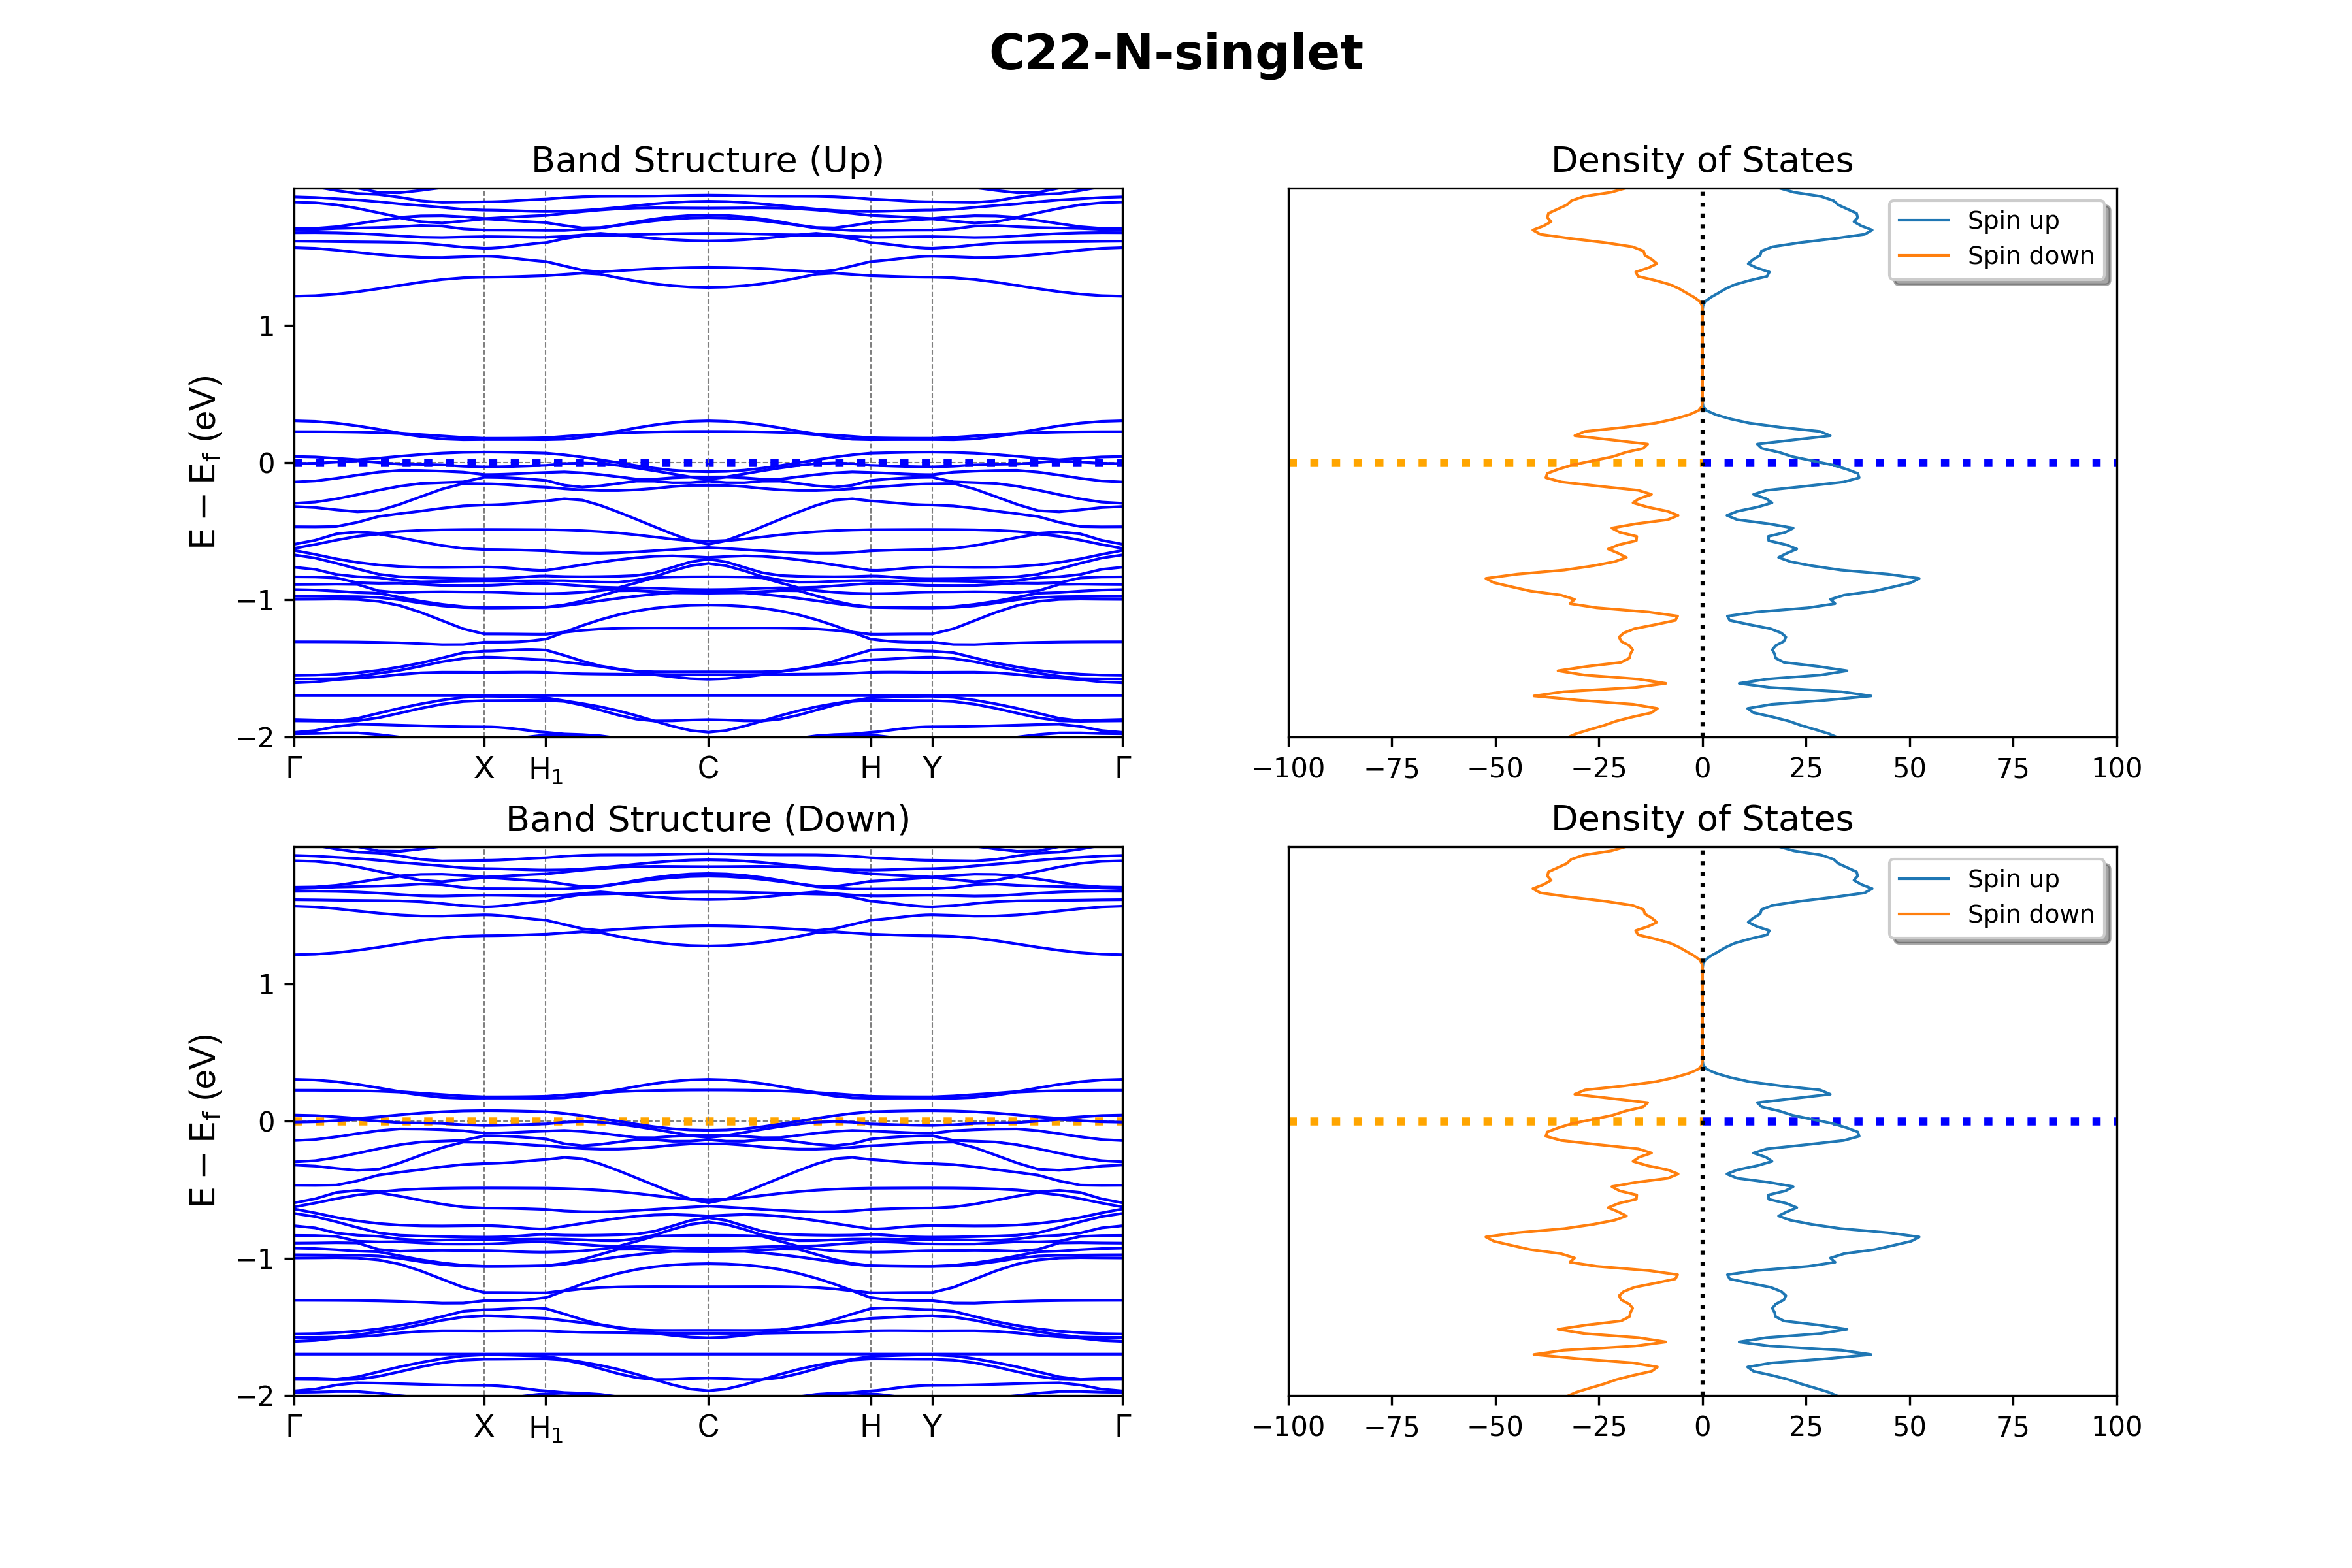 C22-N-singlet
Band Structure (Up)
E − E_f (eV)
1
0
−1
−2
Γ X H₁ C H Y Γ
Density of States
Spin up
Spin down
−100 −75 −50 −25 0 25 50 75 100
Band Structure (Down)
E − E_f (eV)
1
0
−1
−2
Γ X H₁ C H Y Γ
Density of States
Spin up
Spin down
−100 −75 −50 −25 0 25 50 75 100